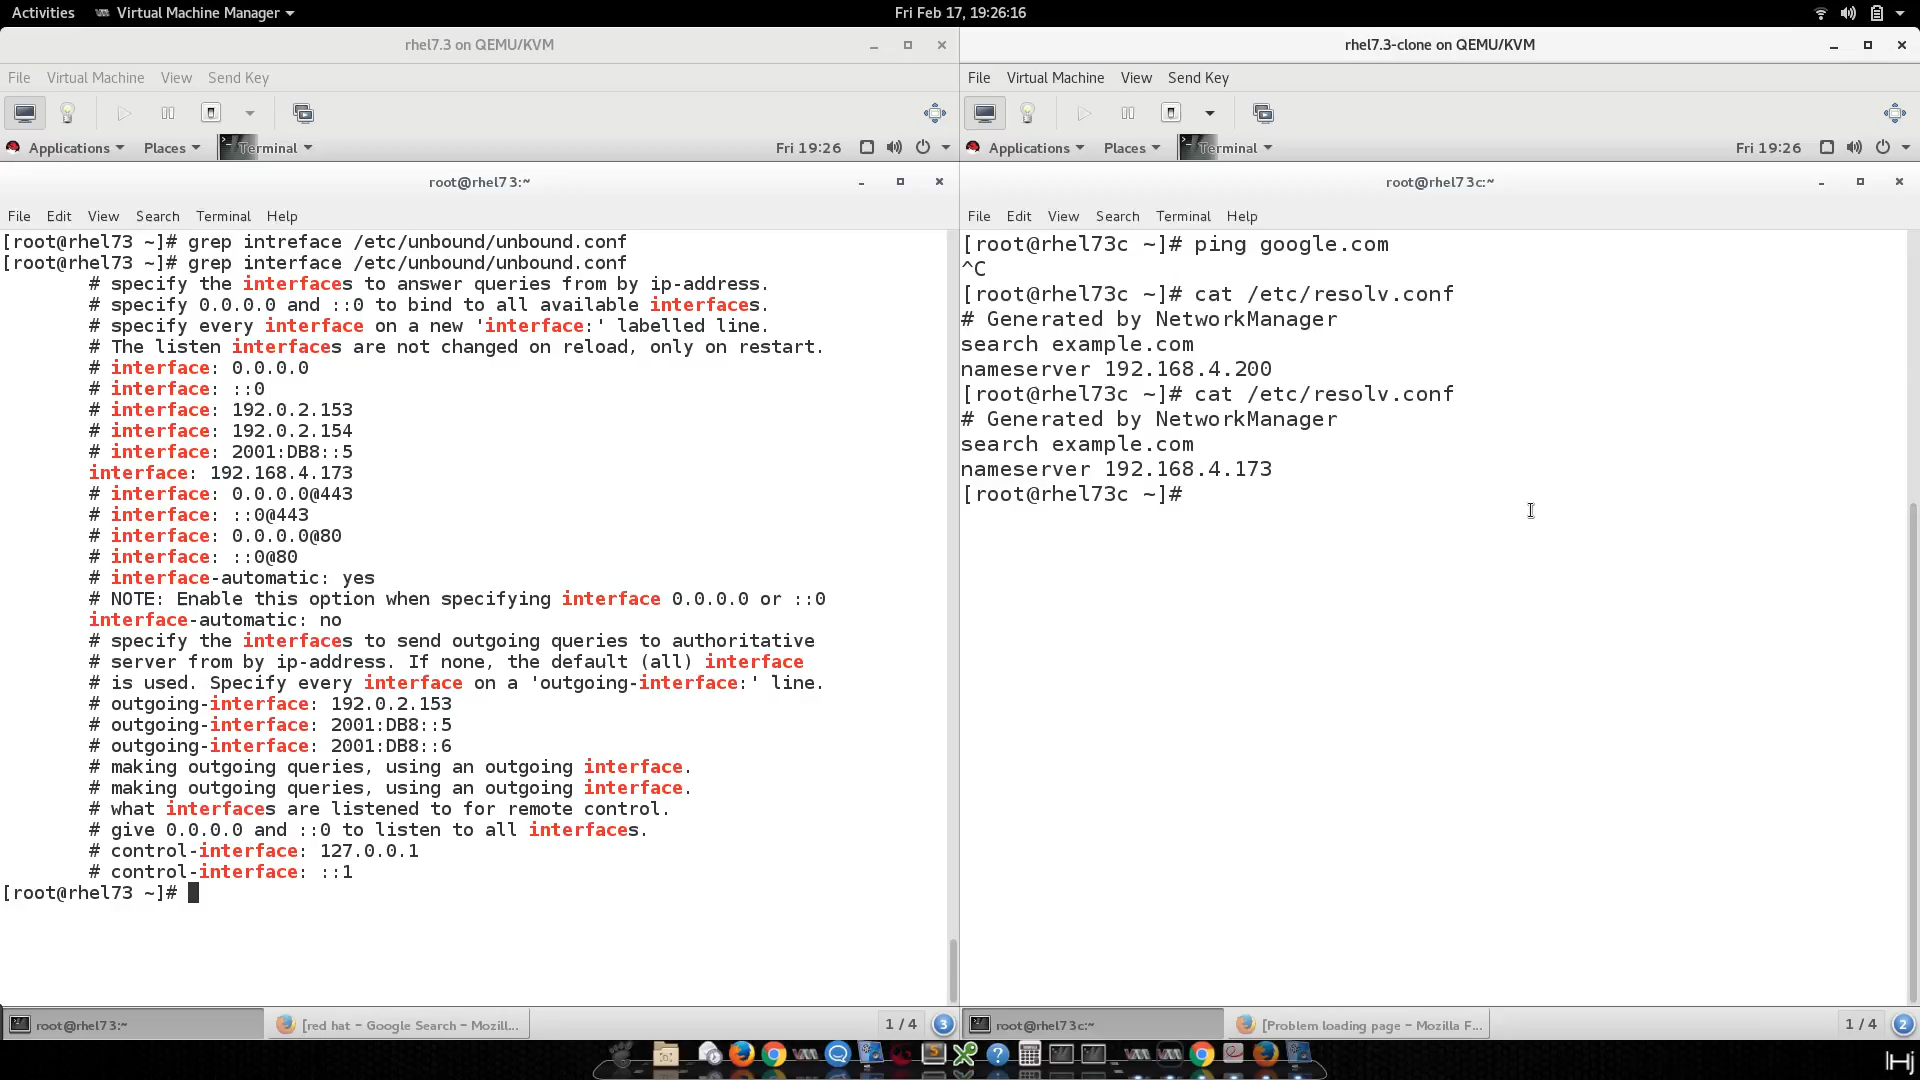 Activities Virtual Machine Manager Fri Feb 17, 19:26:16
rhel7.3 on QEMU/KVM
File Virtual Machine View Send Key
Applications Places Terminal Fri 19:26
root@rhel73:~
File Edit View Search Terminal Help
[root@rhel73 ~]# grep intreface /etc/unbound/unbound.conf
[root@rhel73 ~]# grep interface /etc/unbound/unbound.conf
# specify the interfaces to answer queries from by ip-address.
# specify 0.0.0.0 and ::0 to bind to all available interfaces.
# specify every interface on a new 'interface:' labelled line.
# The listen interfaces are not changed on reload, only on restart.
# interface: 0.0.0.0
# interface: ::0
# interface: 192.0.2.153
# interface: 192.0.2.154
# interface: 2001:DB8::5
interface: 192.168.4.173
# interface: 0.0.0.0@443
# interface: ::0@443
# interface: 0.0.0.0@80
# interface: ::0@80
# interface-automatic: yes
# NOTE: Enable this option when specifying interface 0.0.0.0 or ::0
interface-automatic: no
# specify the interfaces to send outgoing queries to authoritative
# server from by ip-address. If none, the default (all) interface
# is used. Specify every interface on a 'outgoing-interface:' line.
# outgoing-interface: 192.0.2.153
# outgoing-interface: 2001:DB8::5
# outgoing-interface: 2001:DB8::6
# making outgoing queries, using an outgoing interface.
# making outgoing queries, using an outgoing interface.
# what interfaces are listened to for remote control.
# give 0.0.0.0 and ::0 to listen to all interfaces.
# control-interface: 127.0.0.1
# control-interface: ::1
[root@rhel73 ~]#
root@rhel73:~ [red hat - Google Search - Mozill... 1 / 4 3
rhel7.3-clone on QEMU/KVM
File Virtual Machine View Send Key
Applications Places Terminal Fri 19:26
root@rhel73c:~
File Edit View Search Terminal Help
[root@rhel73c ~]# ping google.com
^C
[root@rhel73c ~]# cat /etc/resolv.conf
# Generated by NetworkManager
search example.com
nameserver 192.168.4.200
[root@rhel73c ~]# cat /etc/resolv.conf
# Generated by NetworkManager
search example.com
nameserver 192.168.4.173
[root@rhel73c ~]#
root@rhel73c:~ [Problem loading page - Mozilla F... 1 / 4 2